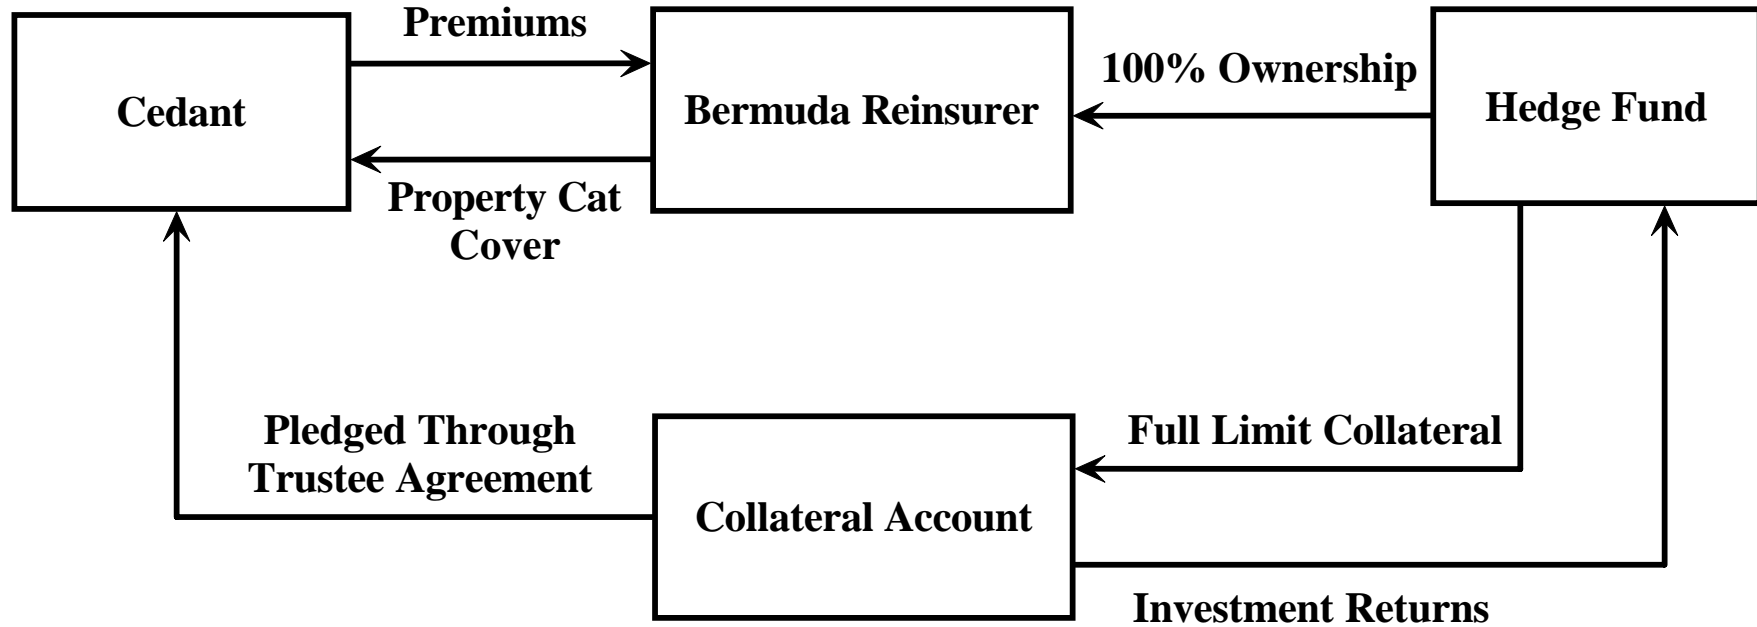 Premiums
Cedant
Bermuda Reinsurer
100% Ownership
Hedge Fund
Property Cat
Cover
Pledged Through
Trustee Agreement
Collateral Account
Full Limit Collateral
Investment Returns